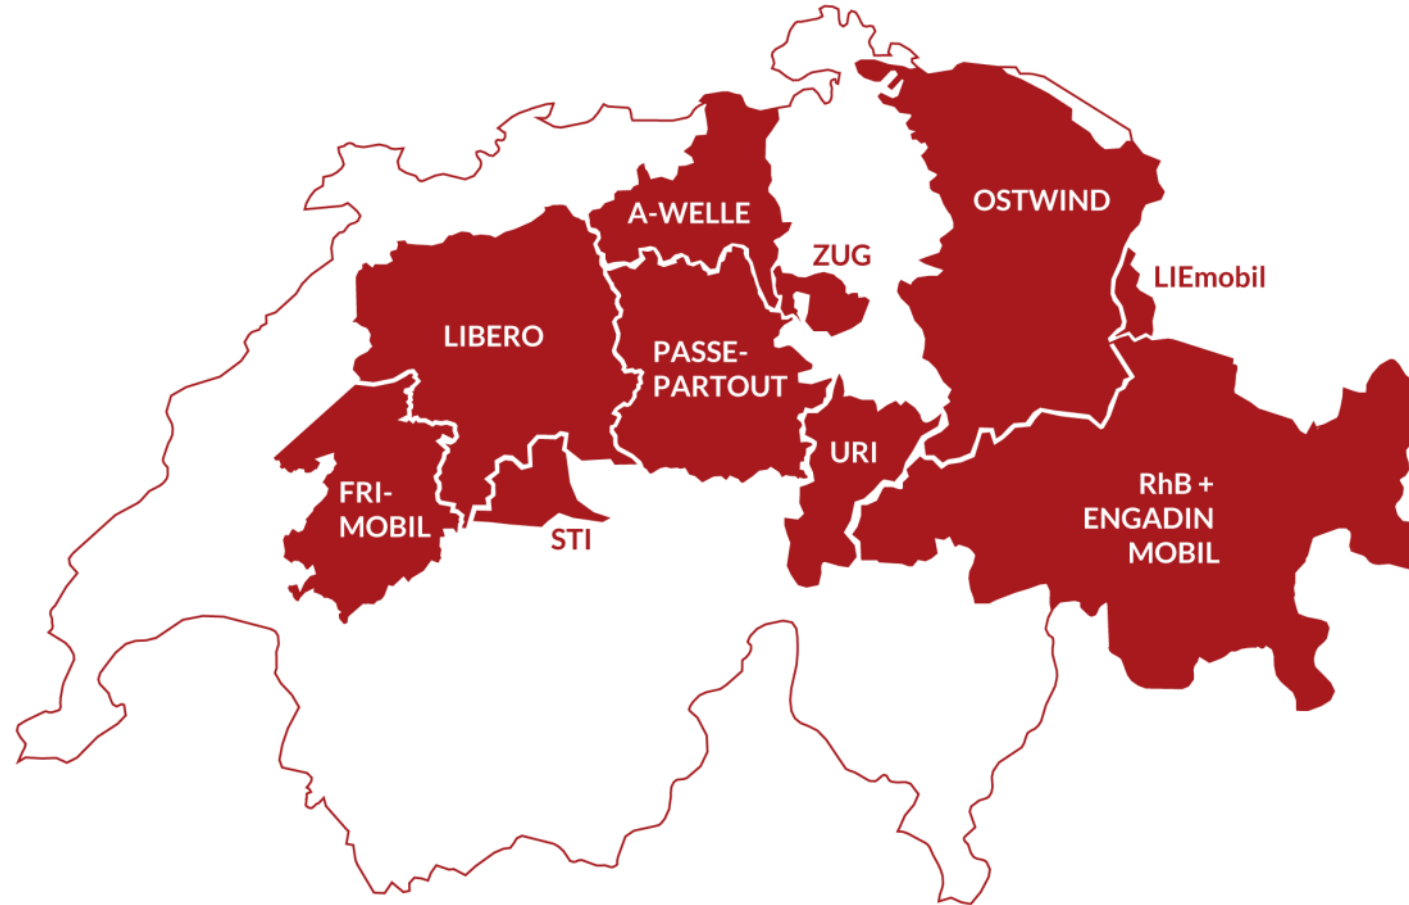 OSTWIND
A-WELLE
ZUG
LIEmobil
LIBERO
PASSE-
PARTOUT
URI
FRI-
MOBIL
STI
RhB +
ENGADIN
MOBIL